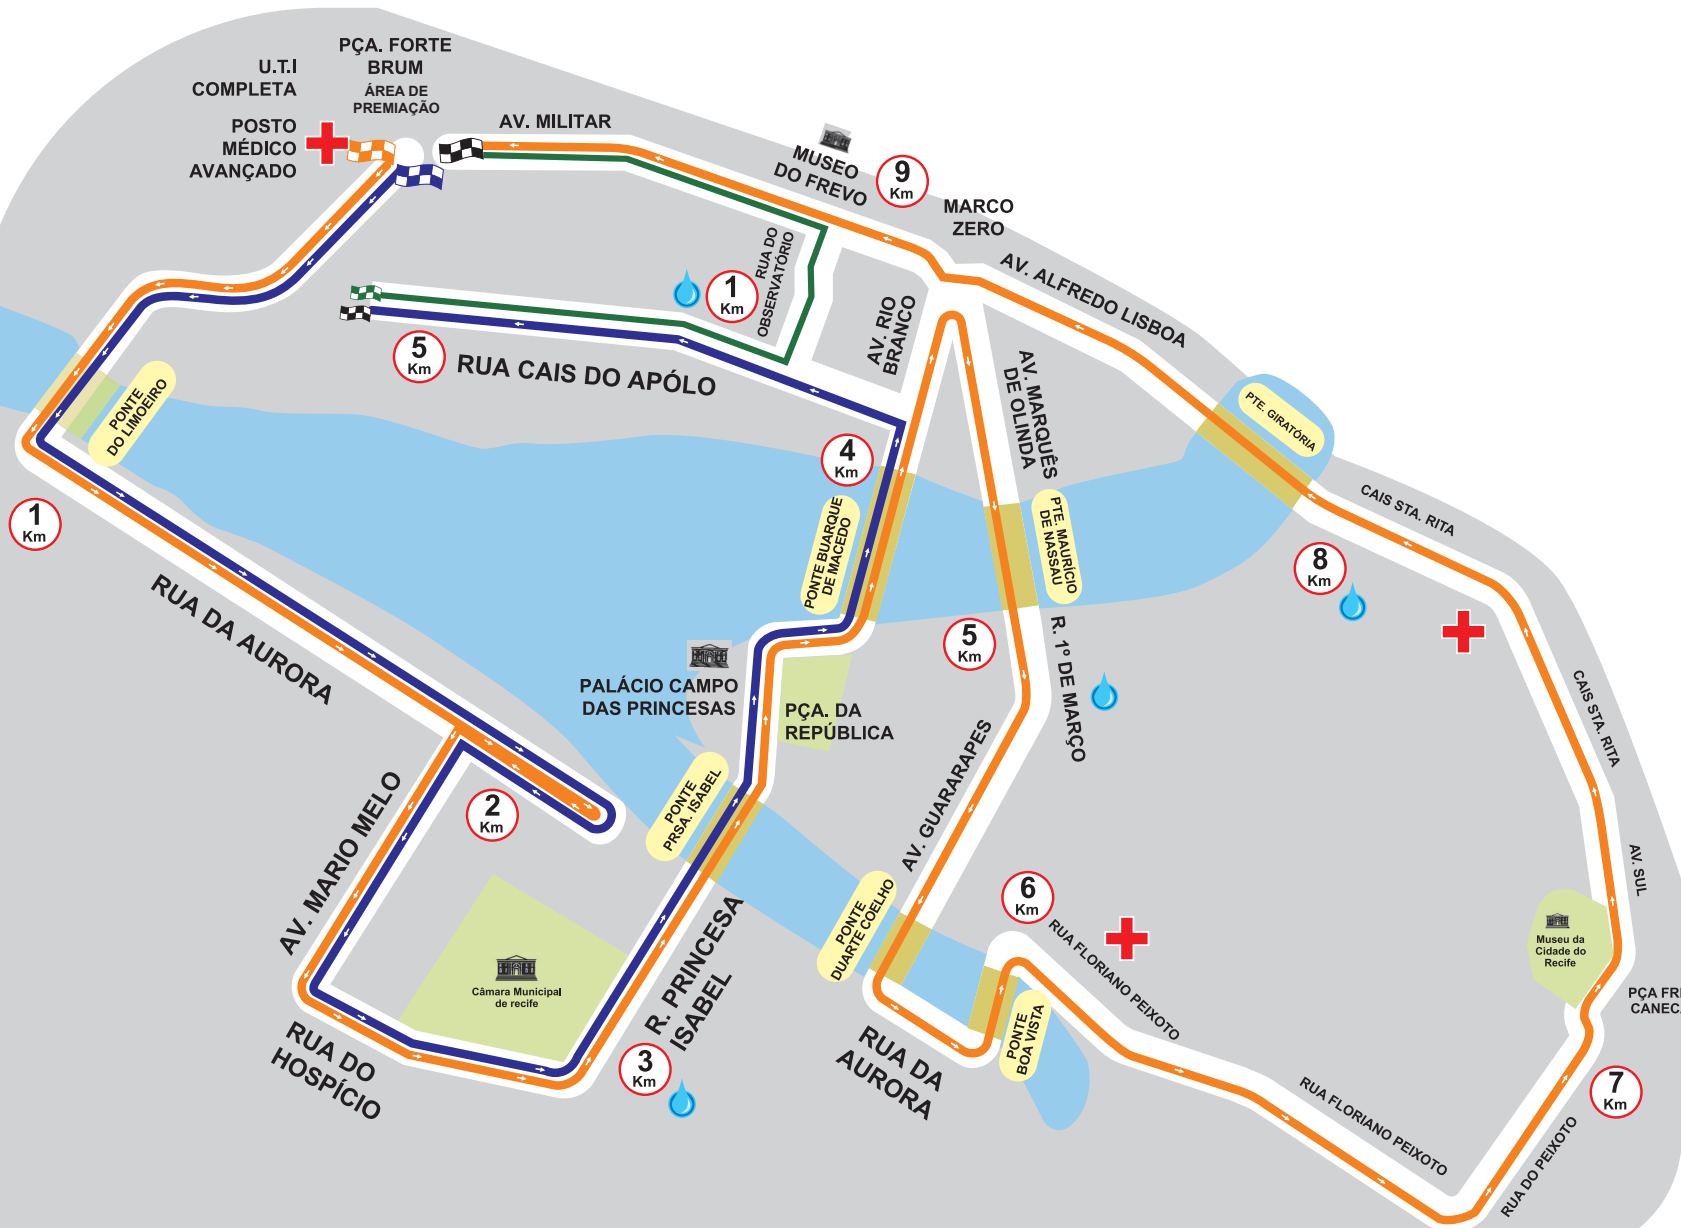 U.T.I
COMPLETA
POSTO
MÉDICO
AVANÇADO
PÇA. FORTE
BRUM
ÁREA DE
PREMIAÇÃO
AV. MILITAR
MUSEO
DO FREVO
9
Km
MARCO
ZERO
AV. ALFREDO LISBOA
RUA DO
OBSERVATÓRIO
1
Km
AV. RIO
BRANCO
5
Km
RUA CAIS DO APÓLO
AV. MARQUÊS
DE OLINDA
PTE. GIRATÓRIA
PONTE
DO LIMOEIRO
4
Km
CAIS STA. RITA
1
Km
PONTE BUARQUE
DE MACEDO
PTE. MAURÍCIO
DE NASSAU
8
Km
RUA DA AURORA
5
Km
R. 1º DE MARÇO
PALÁCIO CAMPO
DAS PRINCESAS
PÇA. DA
REPÚBLICA
CAIS STA. RITA
AV. MARIO MELO
2
Km
PONTE
PRSA. ISABEL
AV. GUARARAPES
AV. SUL
PONTE
DUARTE COELHO
6
Km
RUA FLORIANO PEIXOTO
Museu da
Cidade do
Recife
Câmara Municipal
de recife
R. PRINCESA
ISABEL
PÇA FRE
CANECA
RUA DO
HOSPÍCIO
3
Km
RUA DA
AURORA
PONTE
BOA VISTA
RUA FLORIANO PEIXOTO
7
Km
RUA DO PEIXOTO